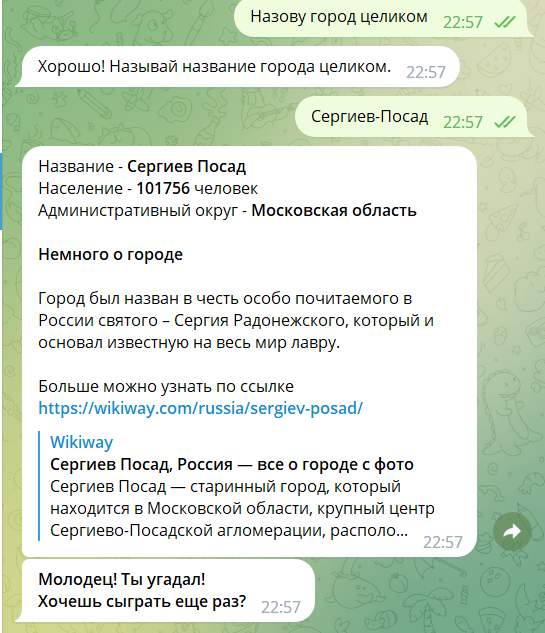 Назову город целиком 22:57
Хорошо! Называй название города целиком. 22:57
Сергиев-Посад 22:57
Название - Сергиев Посад
Население - 101756 человек
Административный округ - Московская область
Немного о городе
Город был назван в честь особо почитаемого в
России святого – Сергия Радонежского, который и
основал известную на весь мир лавру.
Больше можно узнать по ссылке
https://wikiway.com/russia/sergiev-posad/
Wikiway
Сергиев Посад, Россия — все о городе с фото
Сергиев Посад — старинный город, который
находится в Московской области, крупный центр
Сергиево-Посадской агломерации, располо...
22:57
Молодец! Ты угадал!
Хочешь сыграть еще раз? 22:57